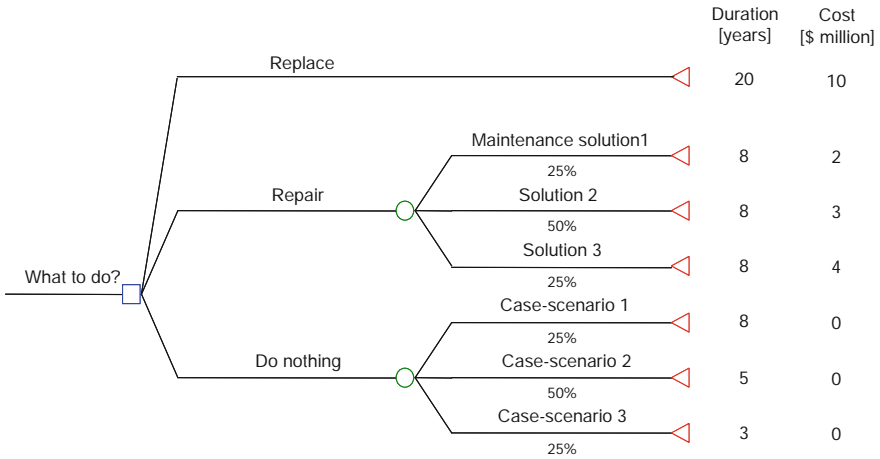 Duration Cost
[years] [$ million]
Replace
20 10
Maintenance solution1
8 2
25%
Repair
Solution 2
8 3
50%
Solution 3
8 4
25%
What to do?
Case-scenario 1
8 0
25%
Do nothing
Case-scenario 2
5 0
50%
Case-scenario 3
3 0
25%